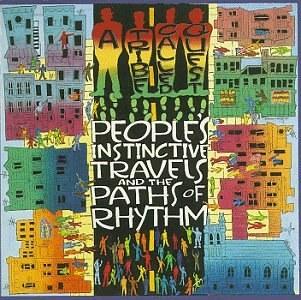 A TRIBE CALLED QUEST
PEOPLE'S
INSTINCTIVE
TRAVELS
AND THE
PATHS OF
RHYTHM